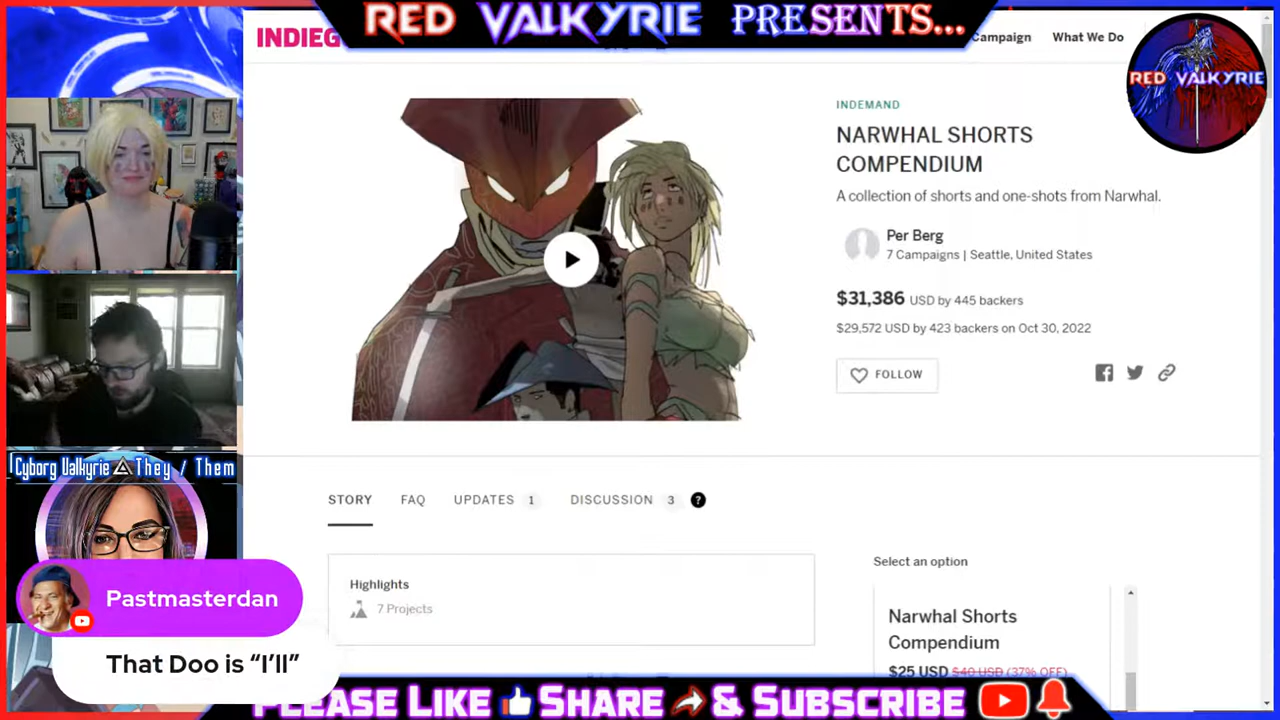 RED VALKYRIE PRESENTS...
INDIEG
Campaign
What We Do
RED VALKYRIE
INDEMAND
NARWHAL SHORTS
COMPENDIUM
A collection of shorts and one-shots from Narwhal.
Per Berg
7 Campaigns | Seattle, United States
$31,386 USD by 445 backers
$29,572 USD by 423 backers on Oct 30, 2022
FOLLOW
Cyborg Valkyrie They / Them
STORY
FAQ
UPDATES 1
DISCUSSION 3 ?
Select an option
Highlights
7 Projects
Narwhal Shorts
Compendium
$25 USD $40 USD (37% OFF)
Pastmasterdan
That Doo is “I’ll”
PLEASE LIKE SHARE & SUBSCRIBE